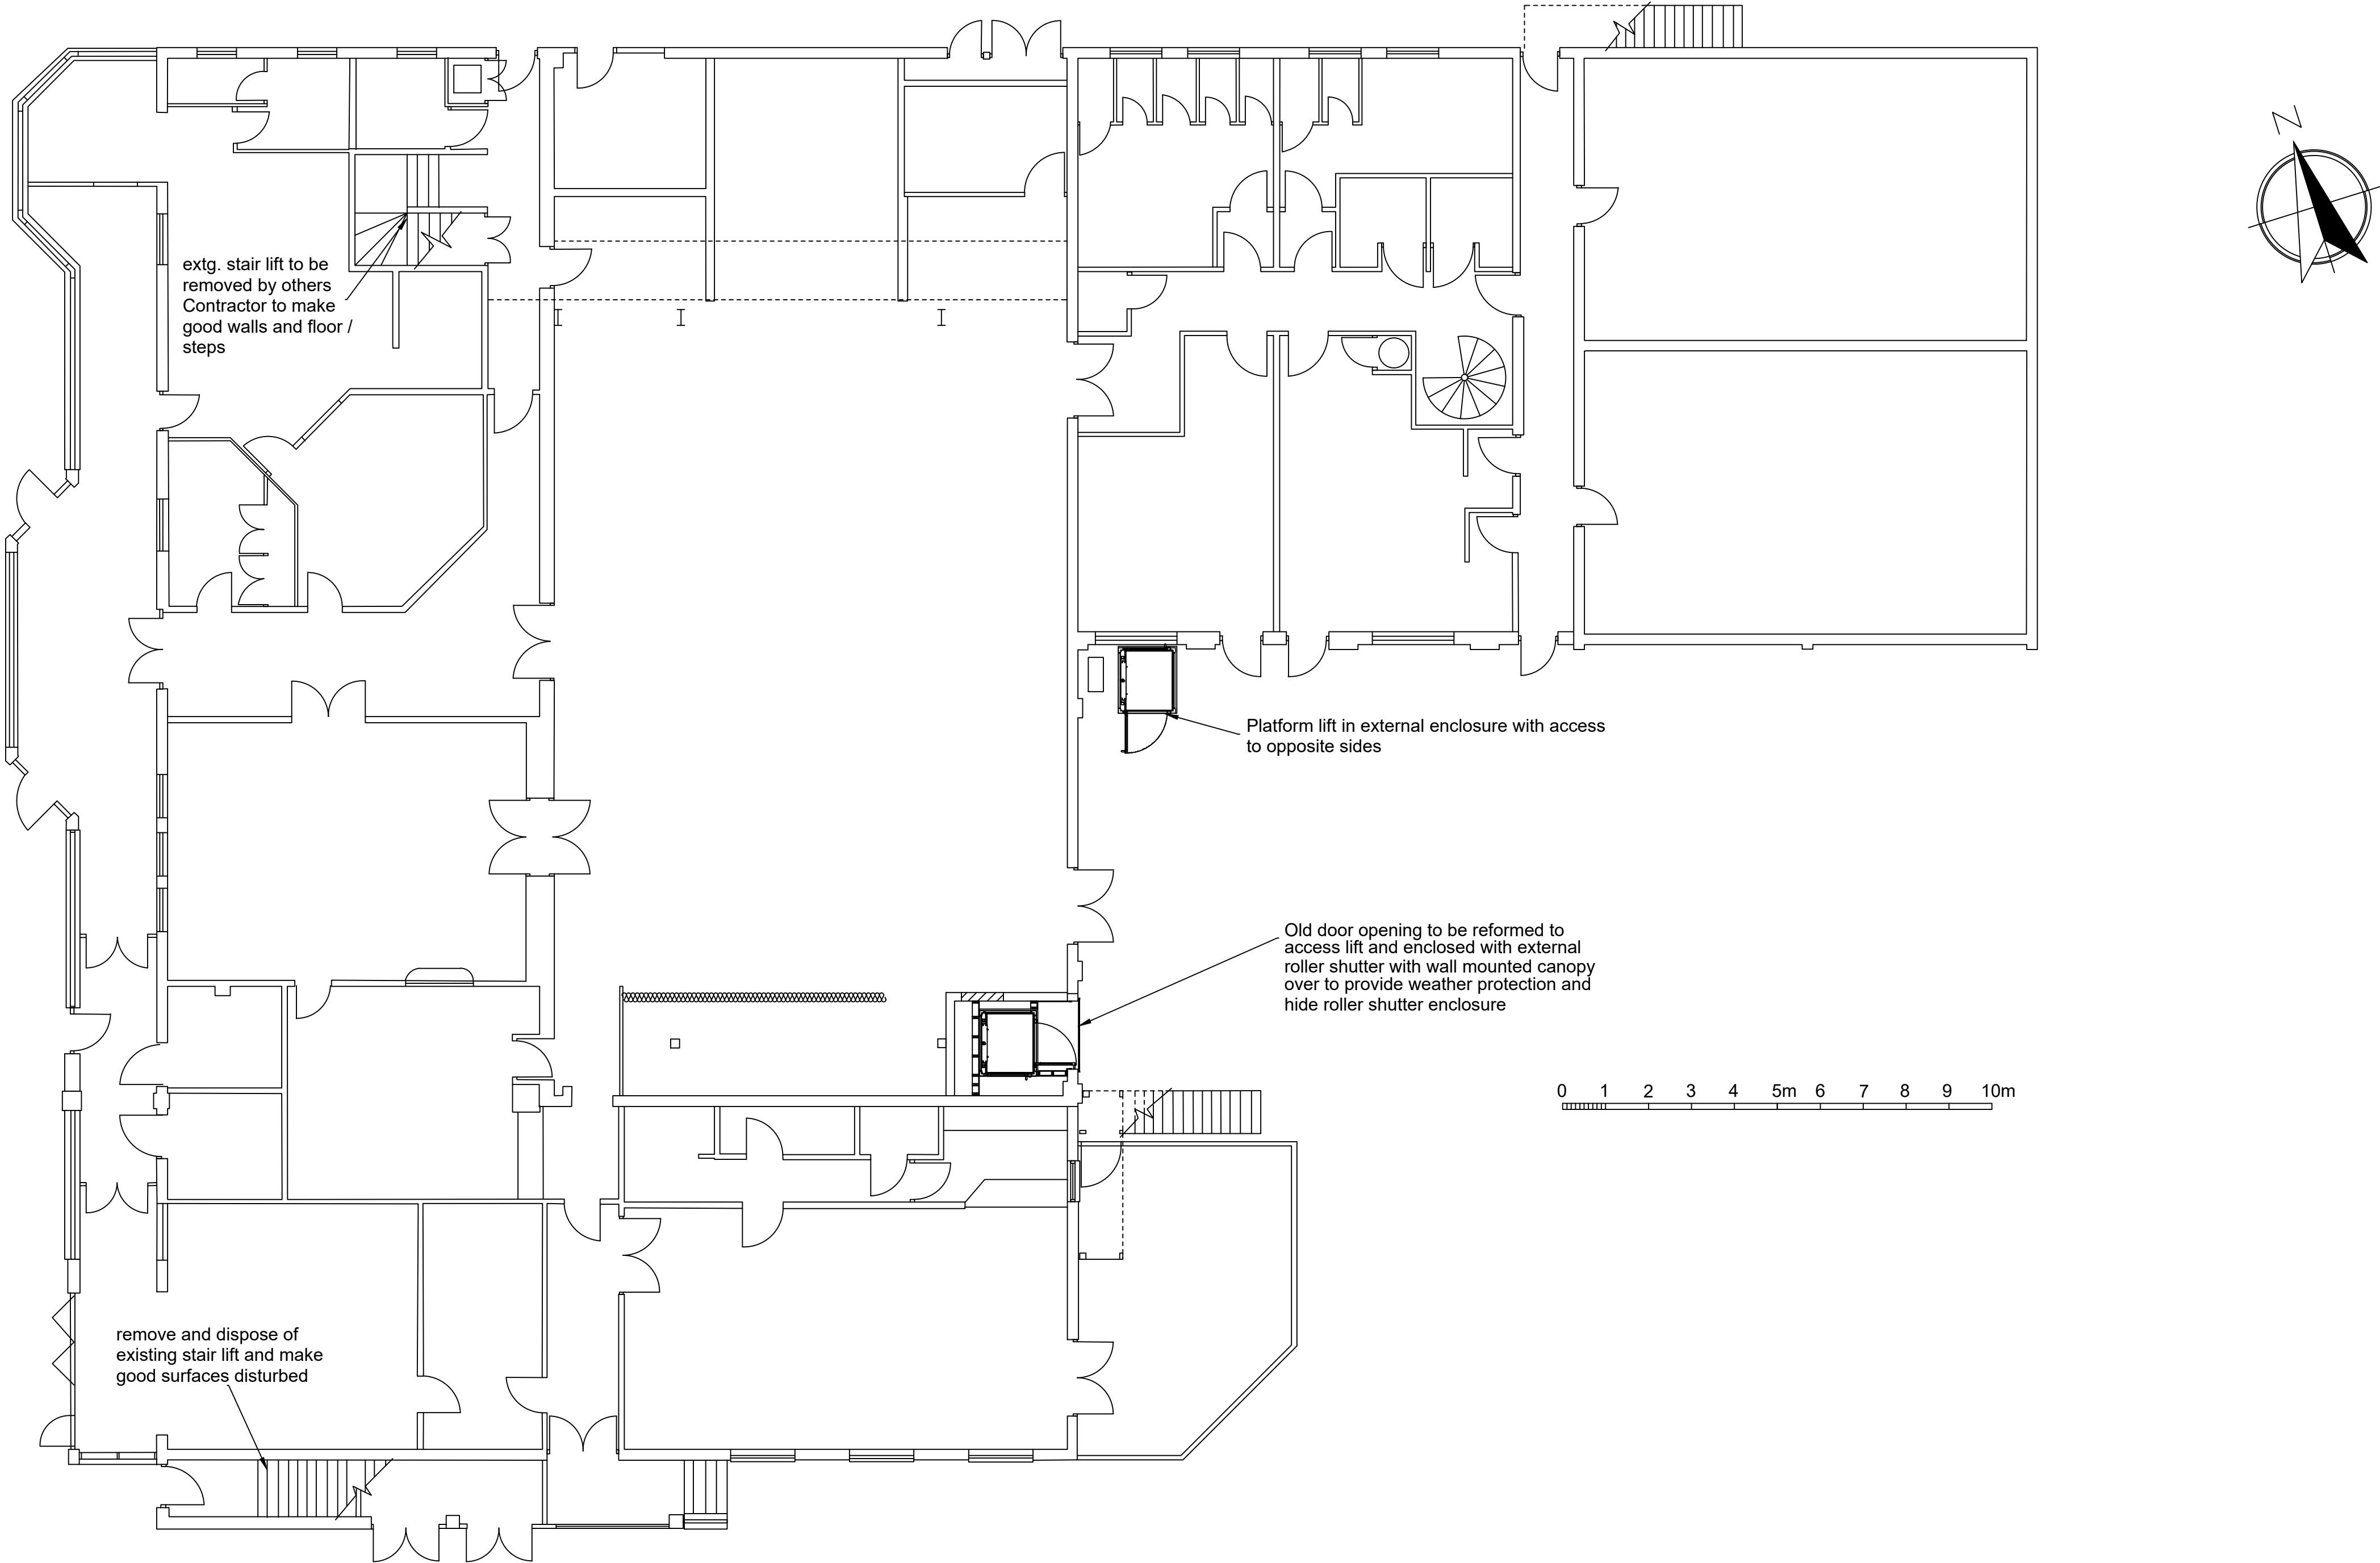 N
extg. stair lift to be
removed by others
Contractor to make
good walls and floor /
steps
Platform lift in external enclosure with access
to opposite sides
Old door opening to be reformed to
access lift and enclosed with external
roller shutter with wall mounted canopy
over to provide weather protection and
hide roller shutter enclosure
0 1 2 3 4 5m 6 7 8 9 10m
remove and dispose of
existing stair lift and make
good surfaces disturbed